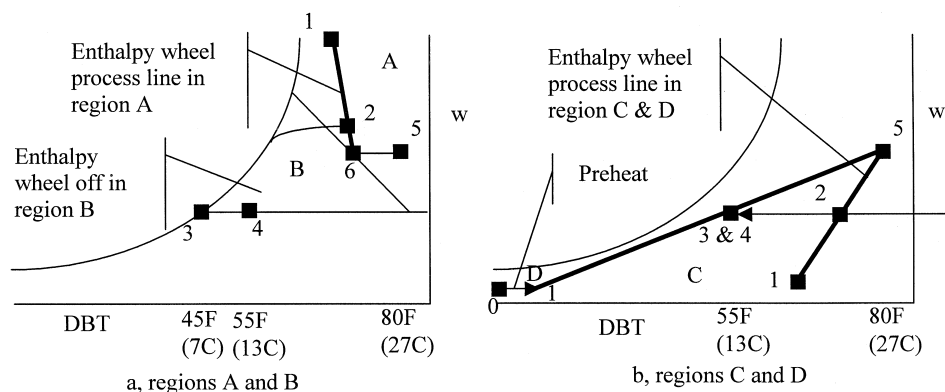 1
A
Enthalpy wheel
process line in
region A
2
5
w
B
6
Enthalpy
wheel off in
region B
3
4
DBT
45F
(7C)
55F
(13C)
80F
(27C)
a, regions A and B
Enthalpy wheel
process line in
region C & D
5
w
Preheat
2
3 & 4
D
C
1
1
0
DBT
55F
(13C)
80F
(27C)
b, regions C and D